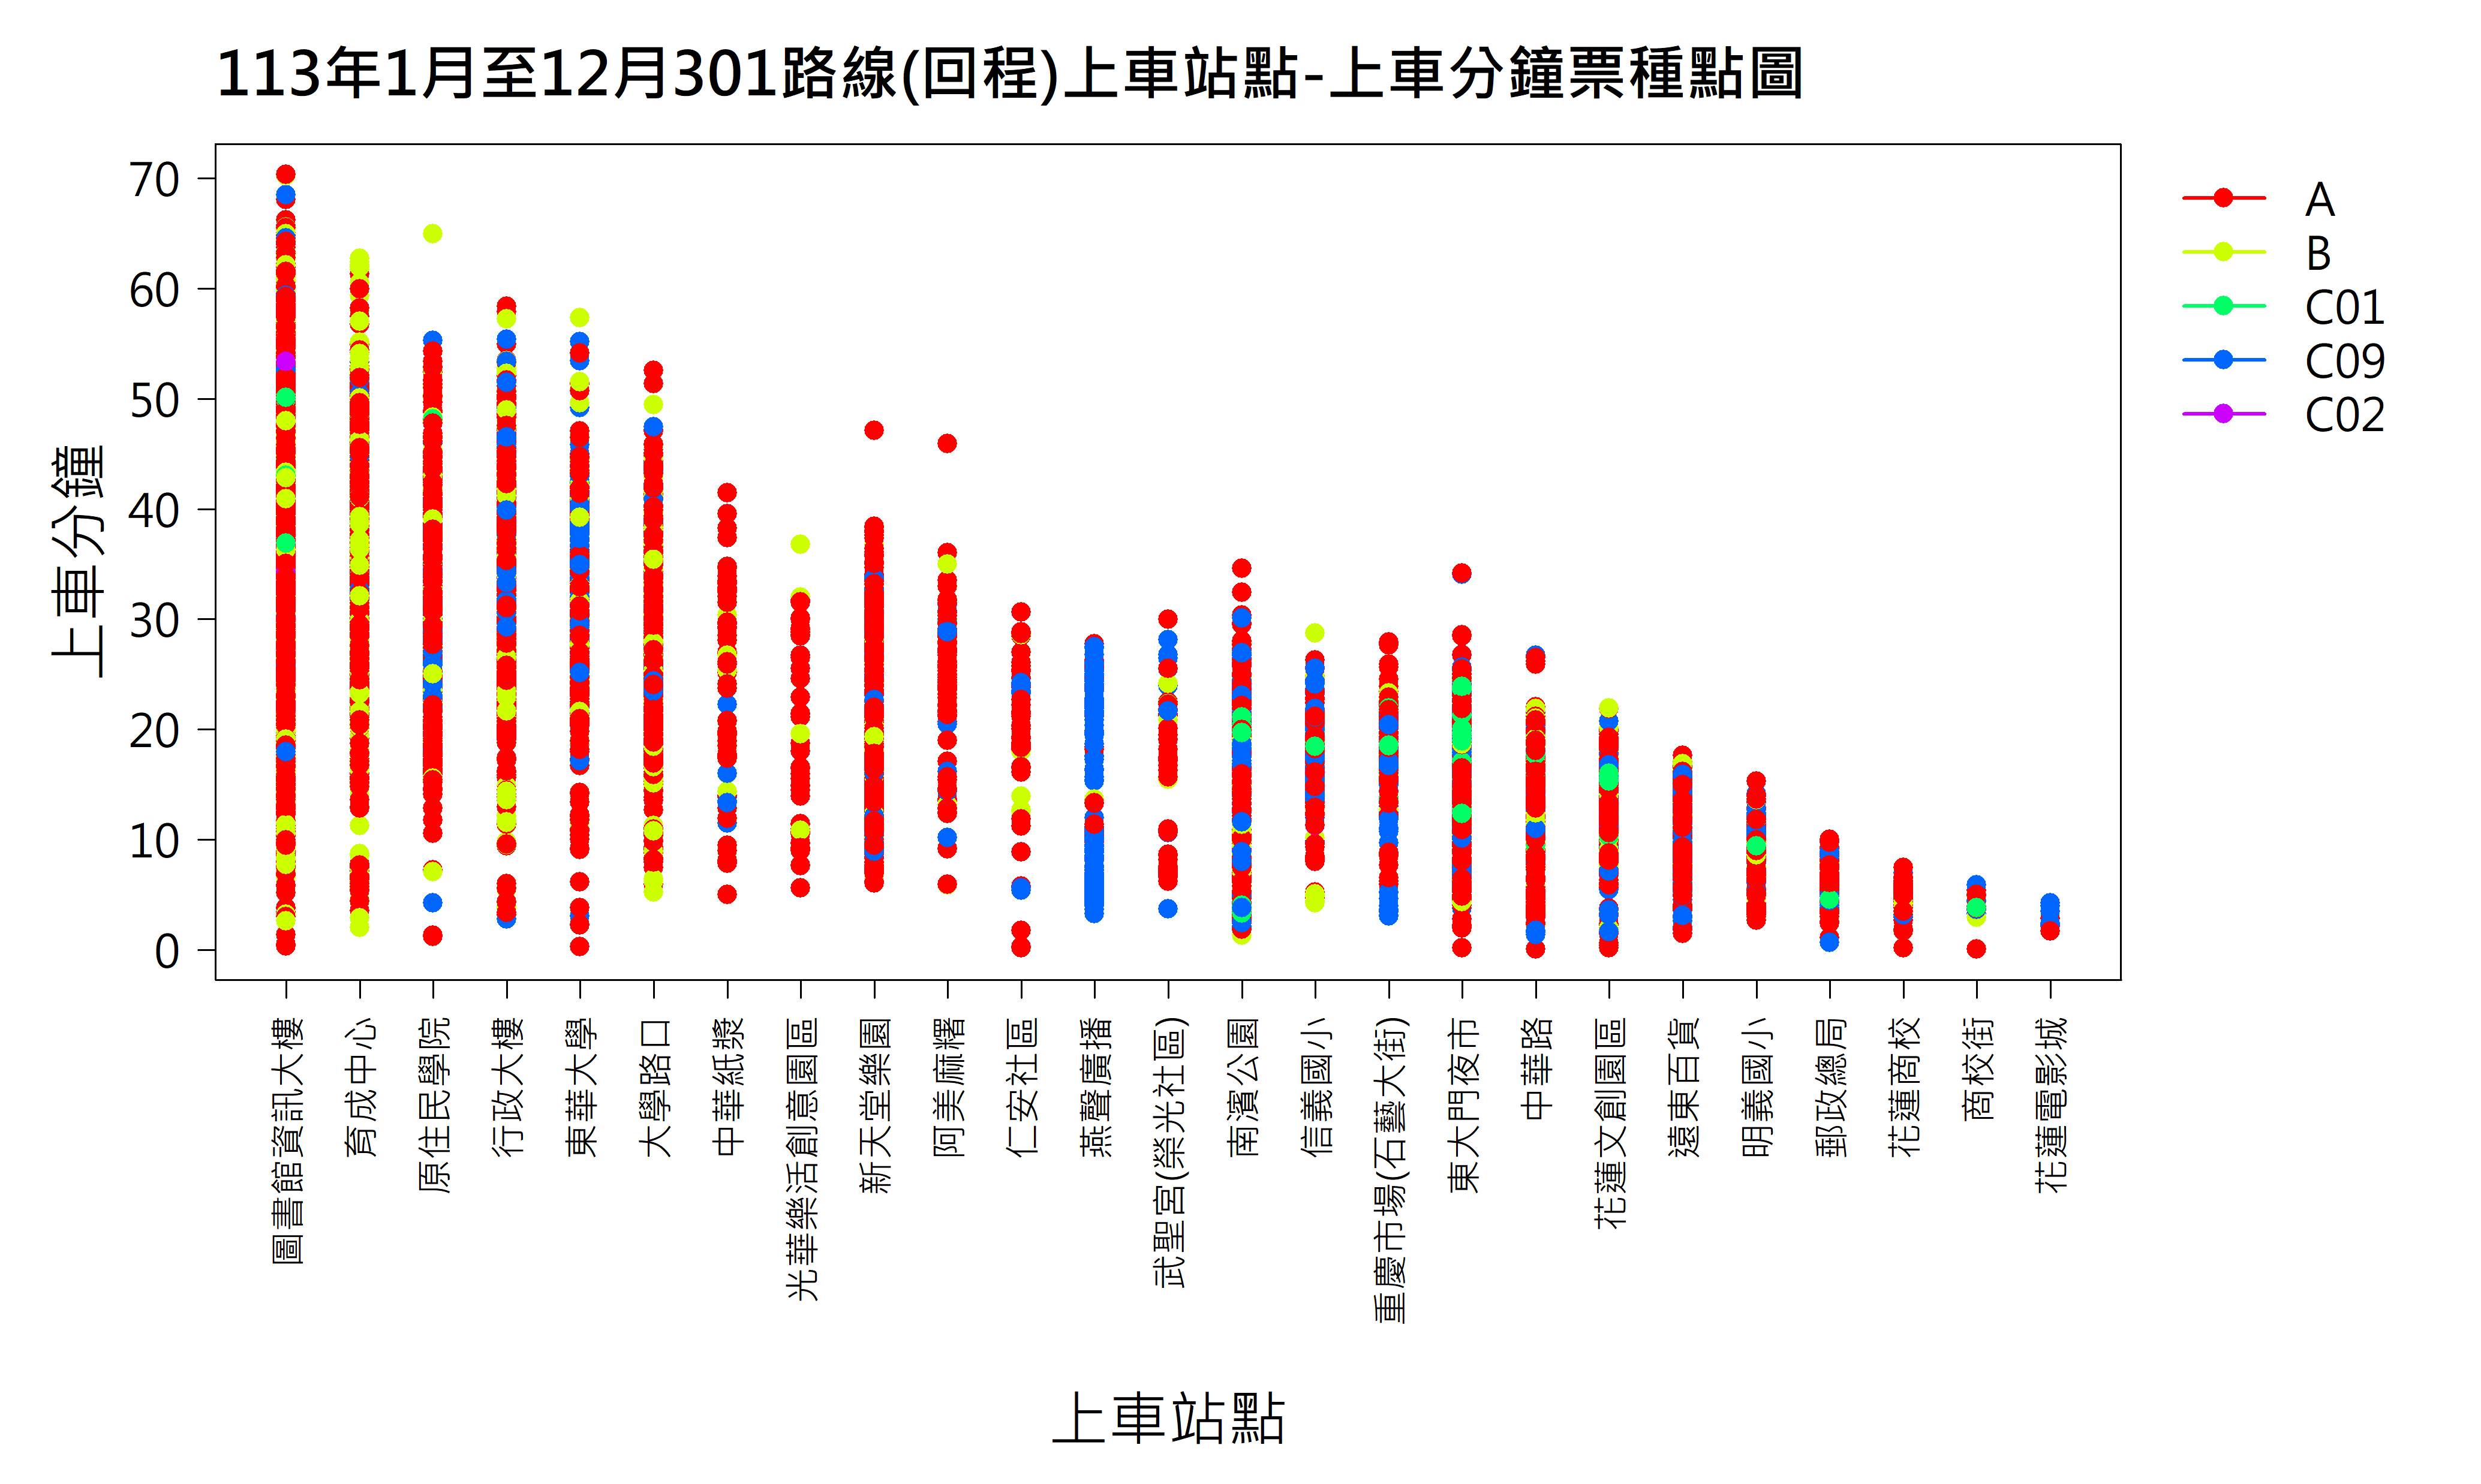 113年1月至12月301路線(回程)上車站點-上車分鐘票種點圖
上車分鐘
70
60
50
40
30
20
10
0
A
B
C01
C09
C02
圖書館資訊大樓
育成中心
原住民學院
行政大樓
東華大學
大學路口
中華紙漿
光華樂活創意園區
新天堂樂園
阿美麻糬
仁安社區
燕聲廣播
武聖宮(榮光社區)
南濱公園
信義國小
重慶市場(石藝大街)
東大門夜市
中華路
花蓮文創園區
遠東百貨
明義國小
郵政總局
花蓮商校
商校街
花蓮電影城
上車站點